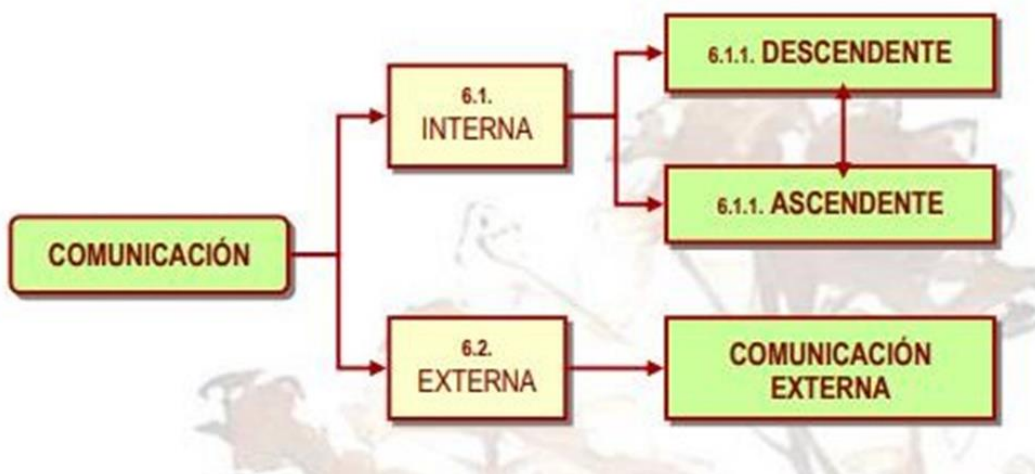 COMUNICACIÓN
6.1.
INTERNA
6.1.1. DESCENDENTE
6.1.1. ASCENDENTE
6.2.
EXTERNA
COMUNICACIÓN
EXTERNA